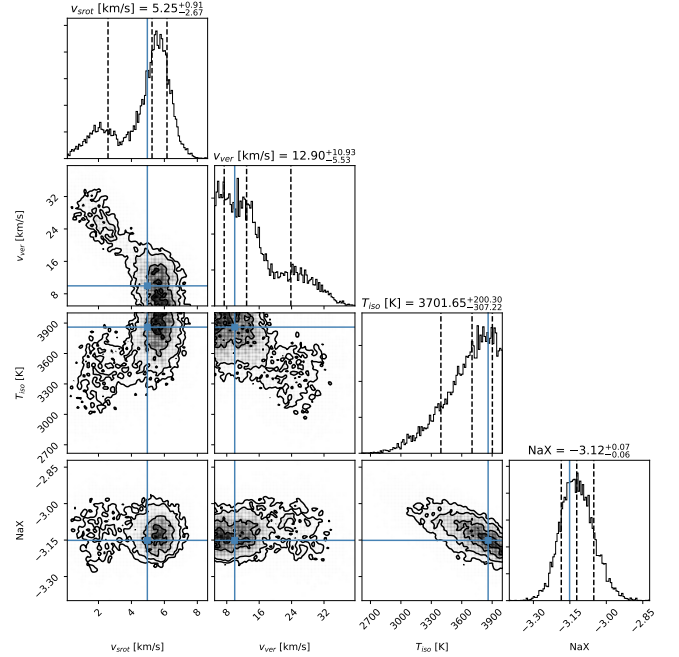 v_srot [km/s] = 5.25^{+0.91}_{−2.67}
v_ver [km/s] = 12.90^{+10.93}_{−5.53}
32
24
16
8
v_ver [km/s]
T_iso [K] = 3701.65^{+200.30}_{−307.22}
3900
3600
3300
3000
2700
T_iso [K]
NaX = −3.12^{+0.07}_{−0.06}
−2.85
−3.00
−3.15
−3.30
NaX
2 4 6 8
8 16 24 32
2700 3000 3300 3600 3900
−3.30 −3.15 −3.00 −2.85
v_srot [km/s] v_ver [km/s] T_iso [K] NaX